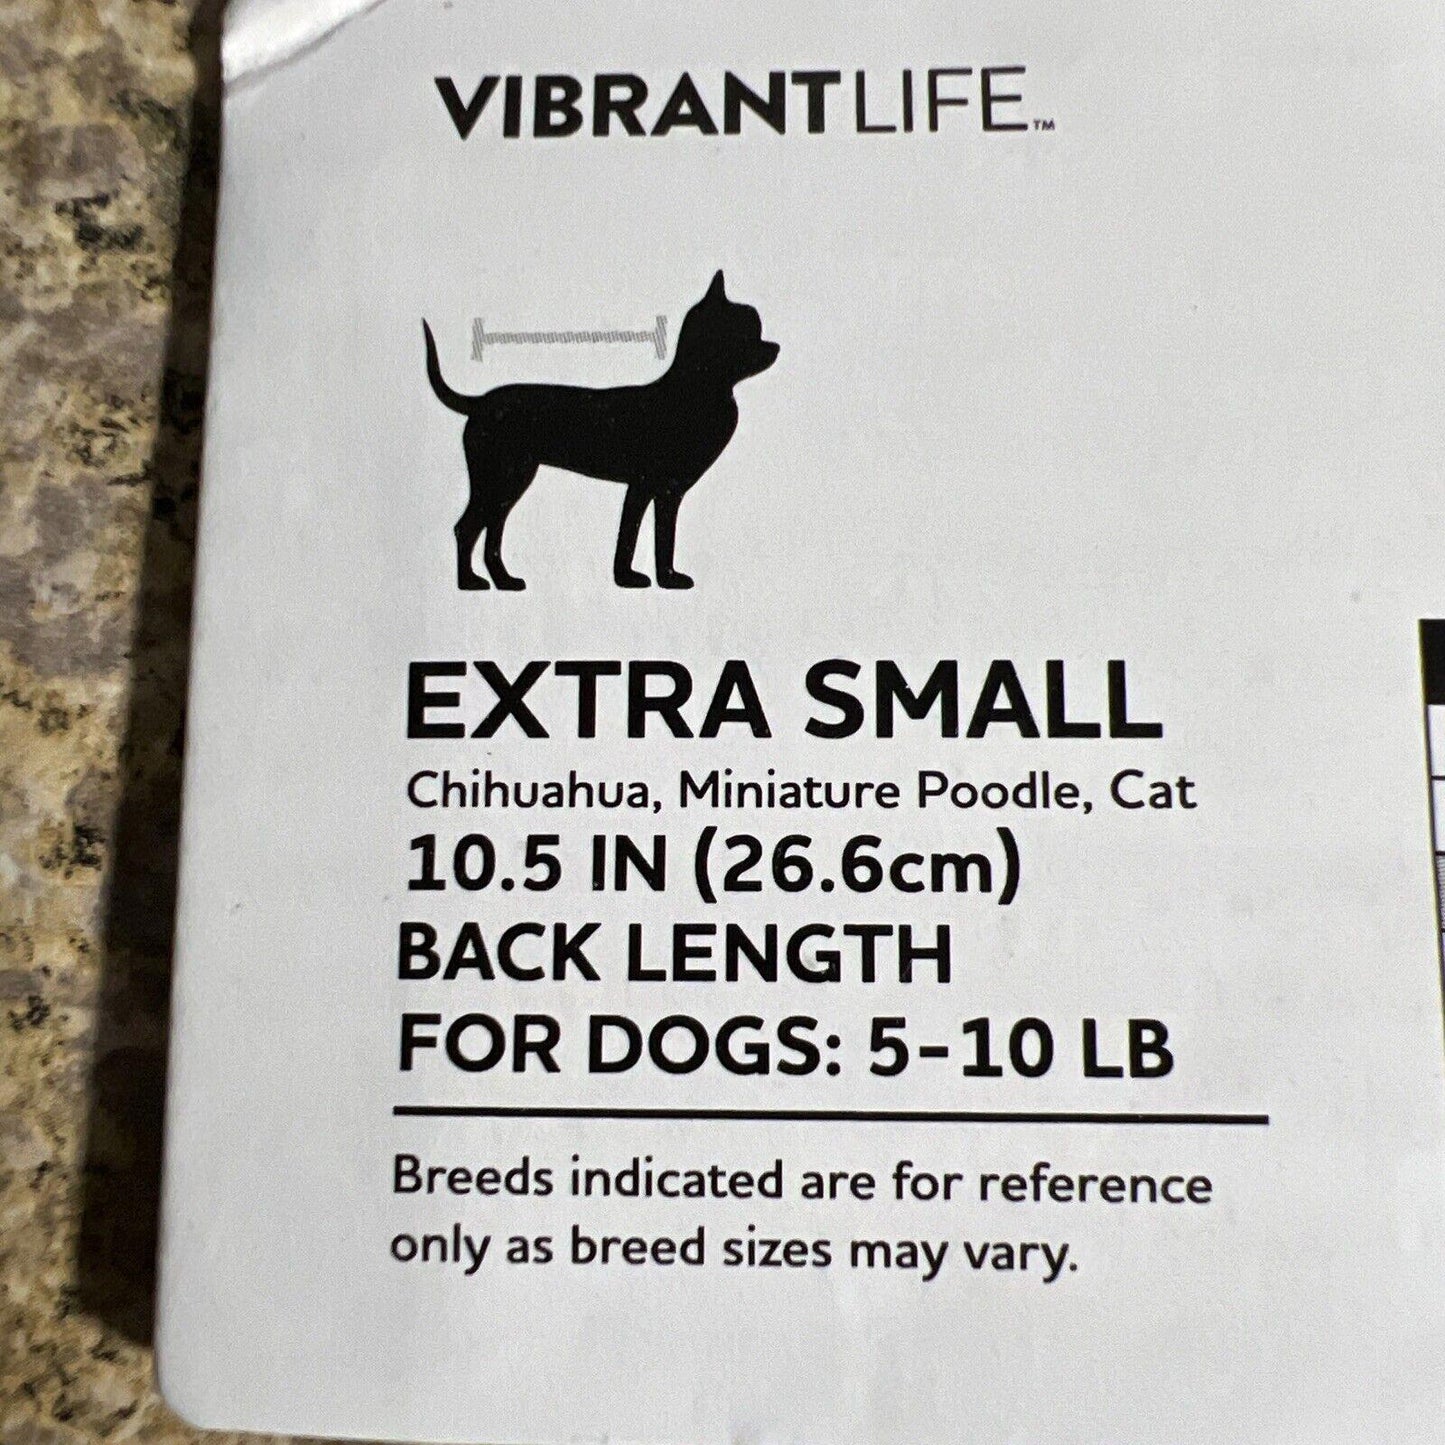 VIBRANTLIFE™
EXTRA SMALL
Chihuahua, Miniature Poodle, Cat
10.5 IN (26.6cm)
BACK LENGTH
FOR DOGS: 5-10 LB
Breeds indicated are for reference
only as breed sizes may vary.